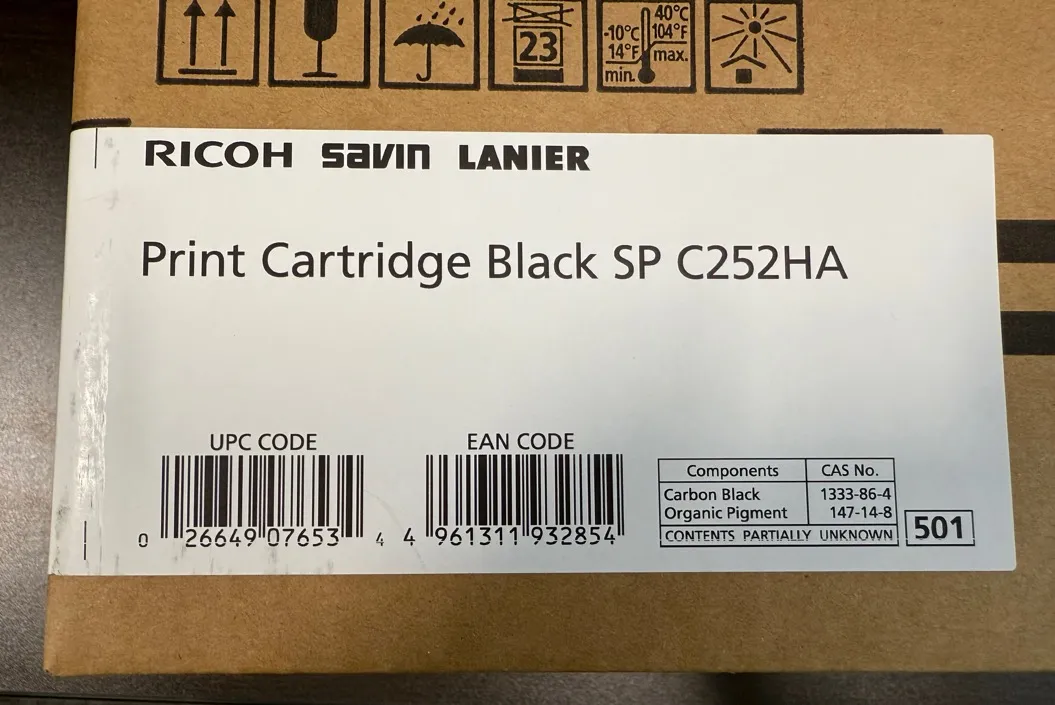 -10°C 40°C
14°F 104°F
min. max.
23
RICOH savin LANIER
Print Cartridge Black SP C252HA
UPC CODE
0 26649 07653 4
EAN CODE
4 961311 932854
Components CAS No.
Carbon Black 1333-86-4
Organic Pigment 147-14-8
CONTENTS PARTIALLY UNKNOWN
501